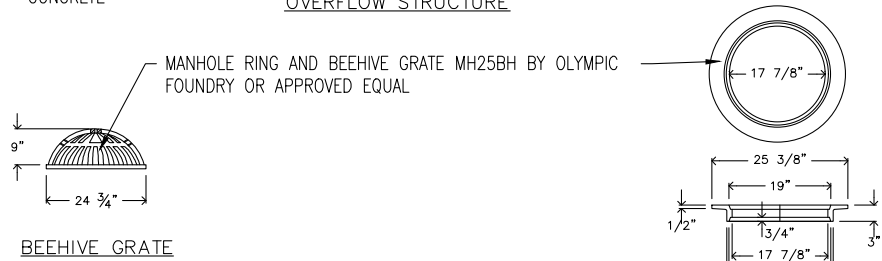 CONCRETE
OVERFLOW STRUCTURE
MANHOLE RING AND BEEHIVE GRATE MH25BH BY OLYMPIC
FOUNDRY OR APPROVED EQUAL
17 7/8"
9"
24 3/4"
25 3/8"
19"
1/2"
3/4"
3"
17 7/8"
BEEHIVE GRATE